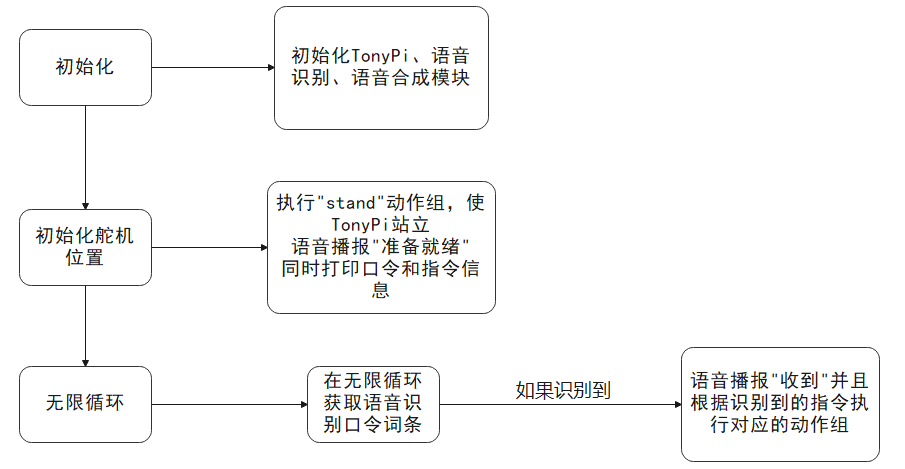 初始化
初始化TonyPi、语音
识别、语音合成模块
初始化舵机
位置
执行"stand"动作组，使
TonyPi站立
语音播报"准备就绪"
同时打印口令和指令信
息
无限循环
在无限循环
获取语音识
别口令词条
如果识别到
语音播报"收到"并且
根据识别到的指令执
行对应的动作组